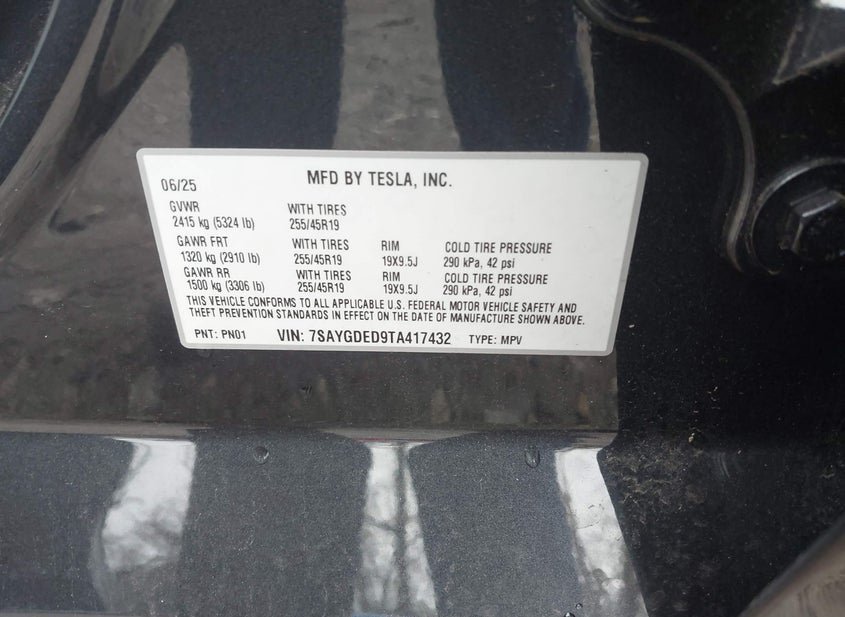 06/25 MFD BY TESLA, INC.
GVWR WITH TIRES
2415 kg (5324 lb) 255/45R19
GAWR FRT WITH TIRES RIM COLD TIRE PRESSURE
1320 kg (2910 lb) 255/45R19 19X9.5J 290 kPa, 42 psi
GAWR RR WITH TIRES RIM COLD TIRE PRESSURE
1500 kg (3306 lb) 255/45R19 19X9.5J 290 kPa, 42 psi
THIS VEHICLE CONFORMS TO ALL APPLICABLE U.S. FEDERAL MOTOR VEHICLE SAFETY AND
THEFT PREVENTION STANDARDS IN EFFECT ON THE DATE OF MANUFACTURE SHOWN ABOVE.
PNT: PN01 VIN: 7SAYGDED9TA417432 TYPE: MPV